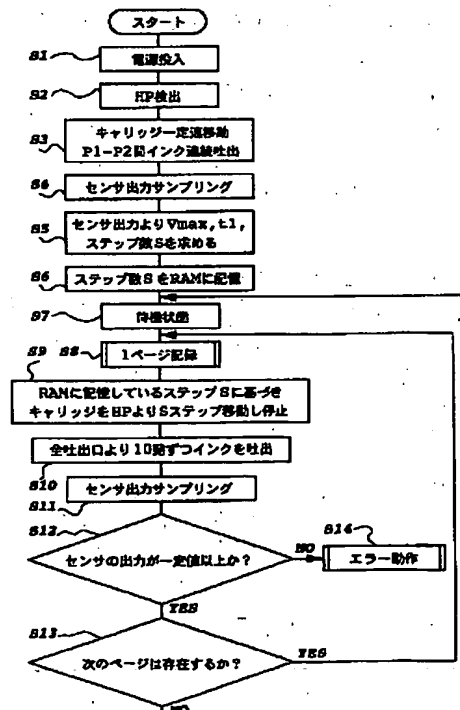 スタート
S1
電源投入
S2
HP検出
S3
キャリッジ一定速移動
P1-P2間インク連続吐出
S4
センサ出力サンプリング
S5
センサ出力よりVmax,t1,
ステップ数Sを求める
S6
ステップ数SをRAMに記憶
S7
待機状態
S9
S8
1ページ記録
RAMに記憶しているステップSに基づき
キャリッジをHPよりSステップ移動し停止
全吐出口より10発ずつインクを吐出
S10
センサ出力サンプリング
S11
S12
センサの出力が一定値以上か?
NO
S14
エラー動作
YES
S13
次のページは存在するか?
YES
NO